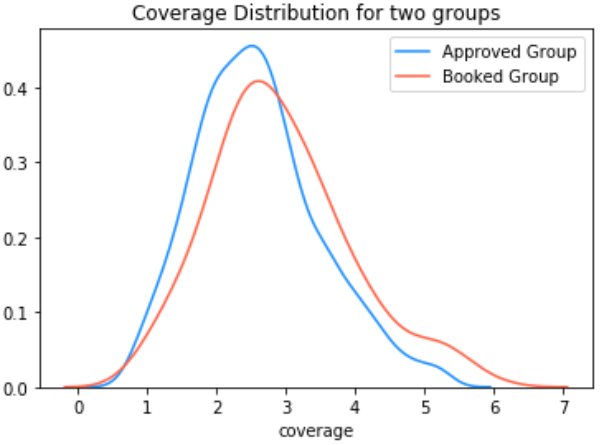 Coverage Distribution for two groups
Approved Group
Booked Group
0.4
0.3
0.2
0.1
0.0
0 1 2 3 4 5 6 7
coverage